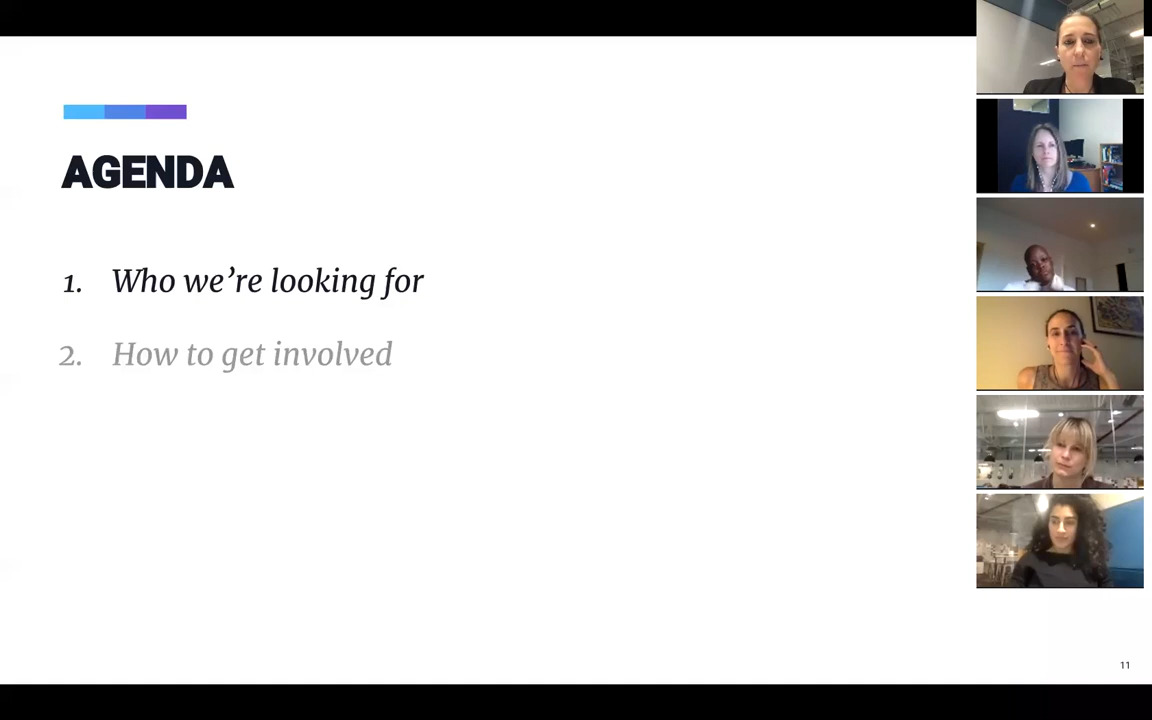 AGENDA
1. Who we’re looking for
2. How to get involved
11